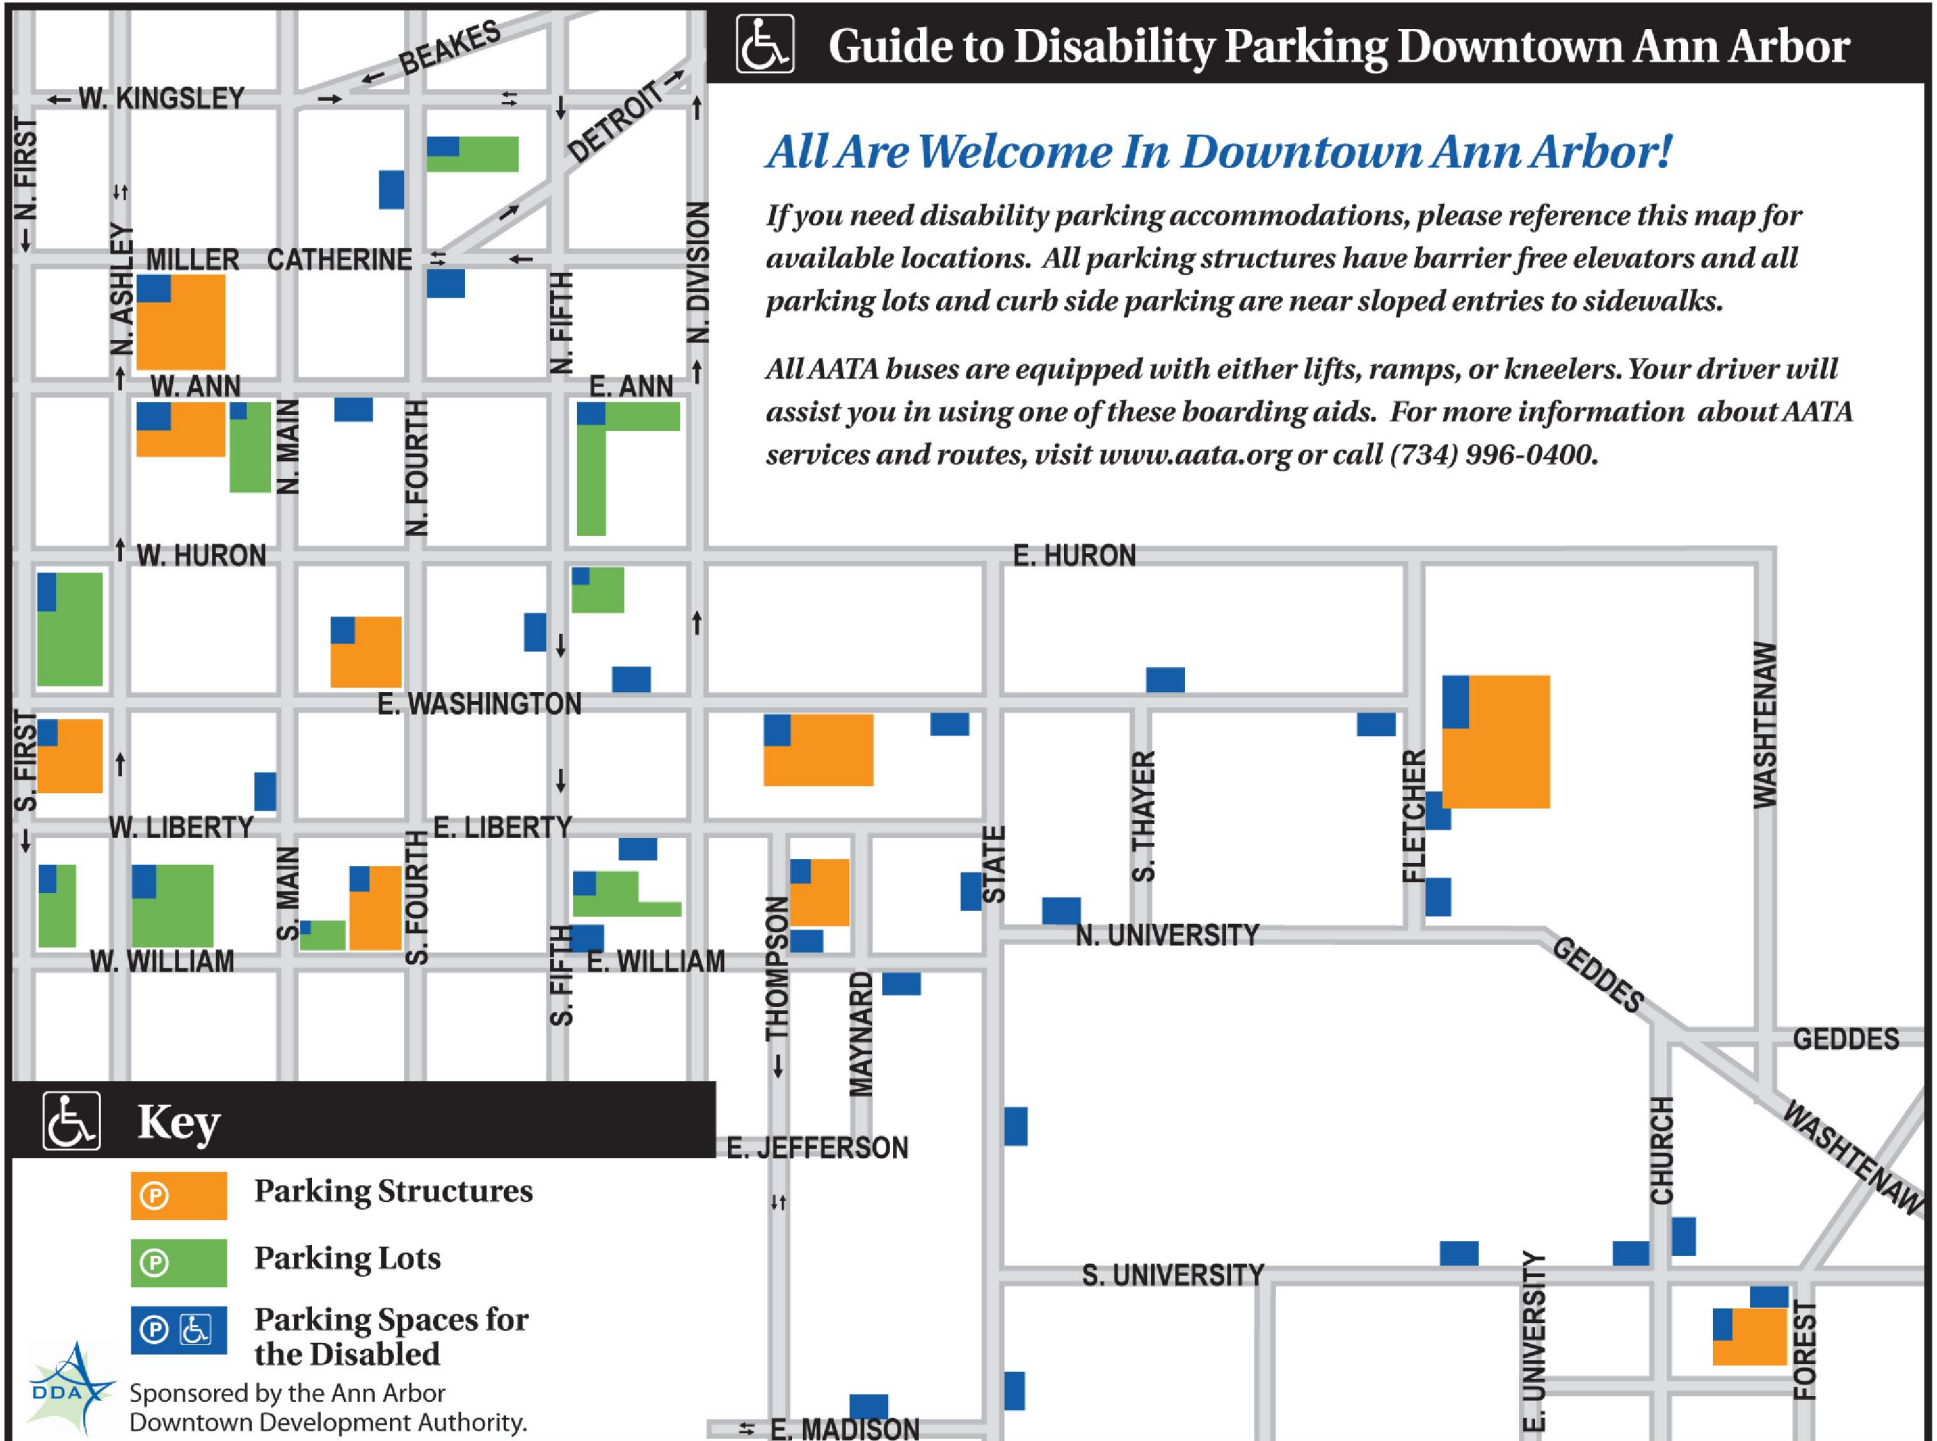 Guide to Disability Parking Downtown Ann Arbor
All Are Welcome In Downtown Ann Arbor!
If you need disability parking accommodations, please reference this map for
available locations. All parking structures have barrier free elevators and all
parking lots and curb side parking are near sloped entries to sidewalks.
All AATA buses are equipped with either lifts, ramps, or kneelers. Your driver will
assist you in using one of these boarding aids. For more information about AATA
services and routes, visit www.aata.org or call (734) 996-0400.
BEAKES
W. KINGSLEY
DETROIT
N. FIRST
N. ASHLEY
MILLER
CATHERINE
N. FIFTH
N. DIVISION
W. ANN
E. ANN
N. MAIN
N. FOURTH
W. HURON
E. HURON
E. WASHINGTON
WASHTENAW
S. FIRST
S. THAYER
FLETCHER
W. LIBERTY
E. LIBERTY
STATE
S. MAIN
S. FOURTH
S. FIFTH
THOMPSON
N. UNIVERSITY
W. WILLIAM
E. WILLIAM
MAYNARD
GEDDES
GEDDES
CHURCH
WASHTENAW
E. JEFFERSON
S. UNIVERSITY
E. UNIVERSITY
FOREST
E. MADISON
Key
P
Parking Structures
P
Parking Lots
P
Parking Spaces for
the Disabled
DDA
Sponsored by the Ann Arbor
Downtown Development Authority.